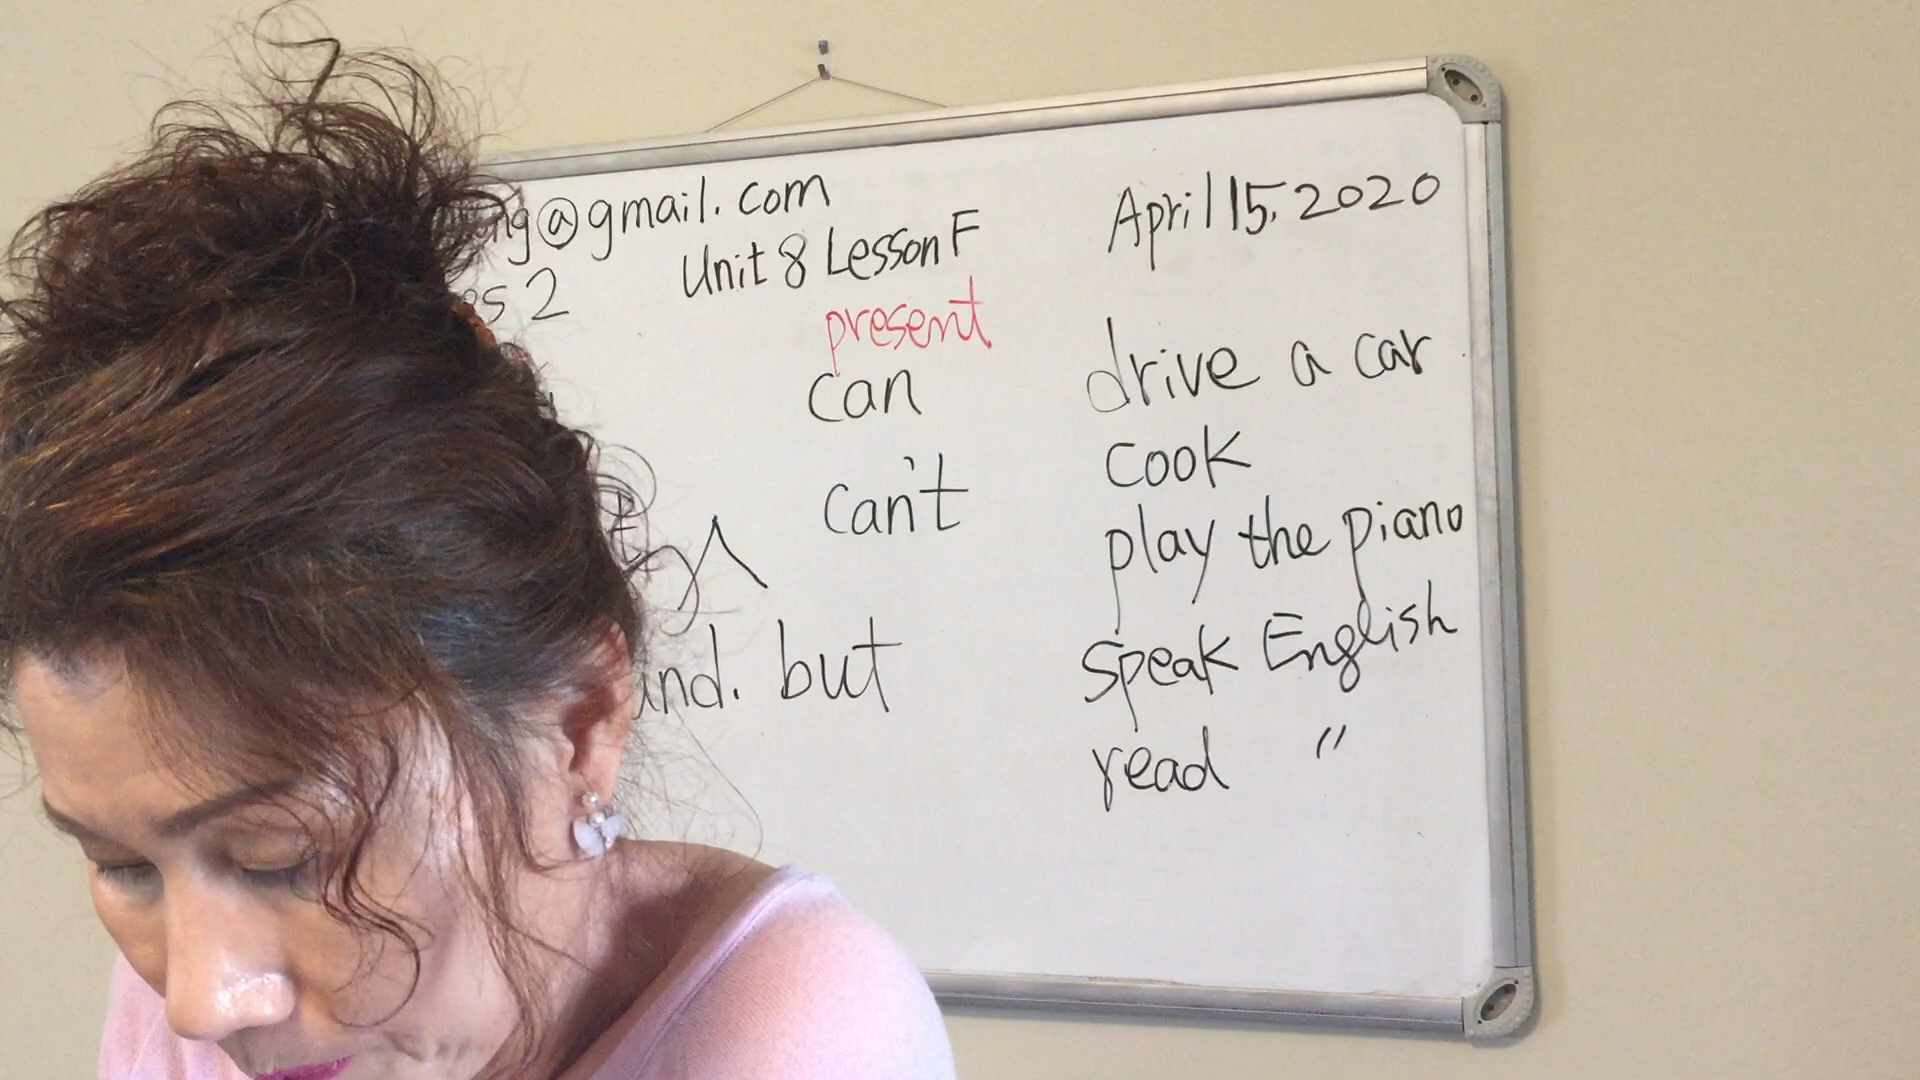 @gmail.com
April 15, 2020
2 Unit 8 Lesson F
present
can drive a car
cook
can't play the piano
but speak English
read "